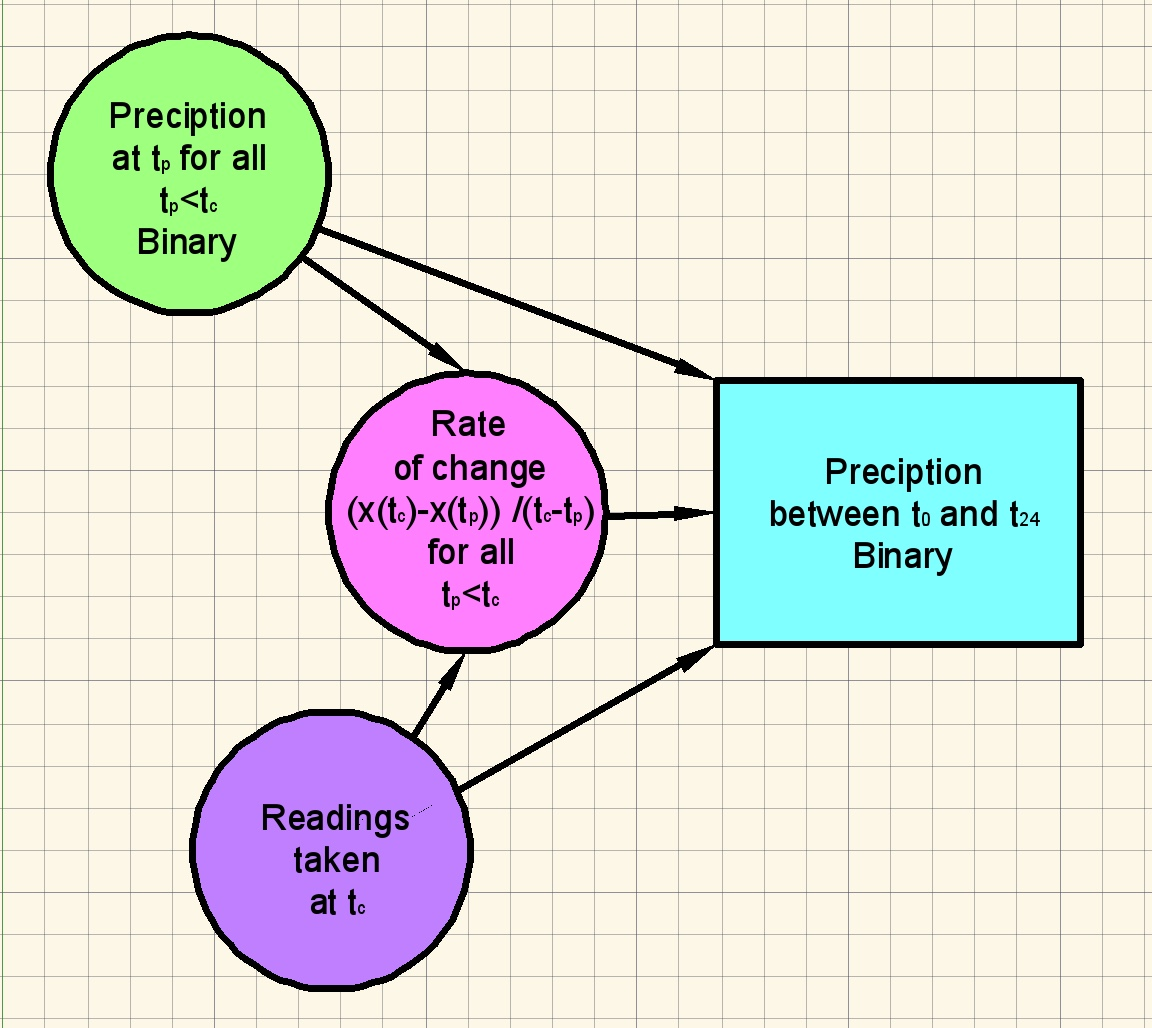 Preciption
at tp for all
tp<tc
Binary
Rate
of change
(x(tc)-x(tp)) /(tc-tp)
for all
tp<tc
Preciption
between t0 and t24
Binary
Readings
taken
at tc